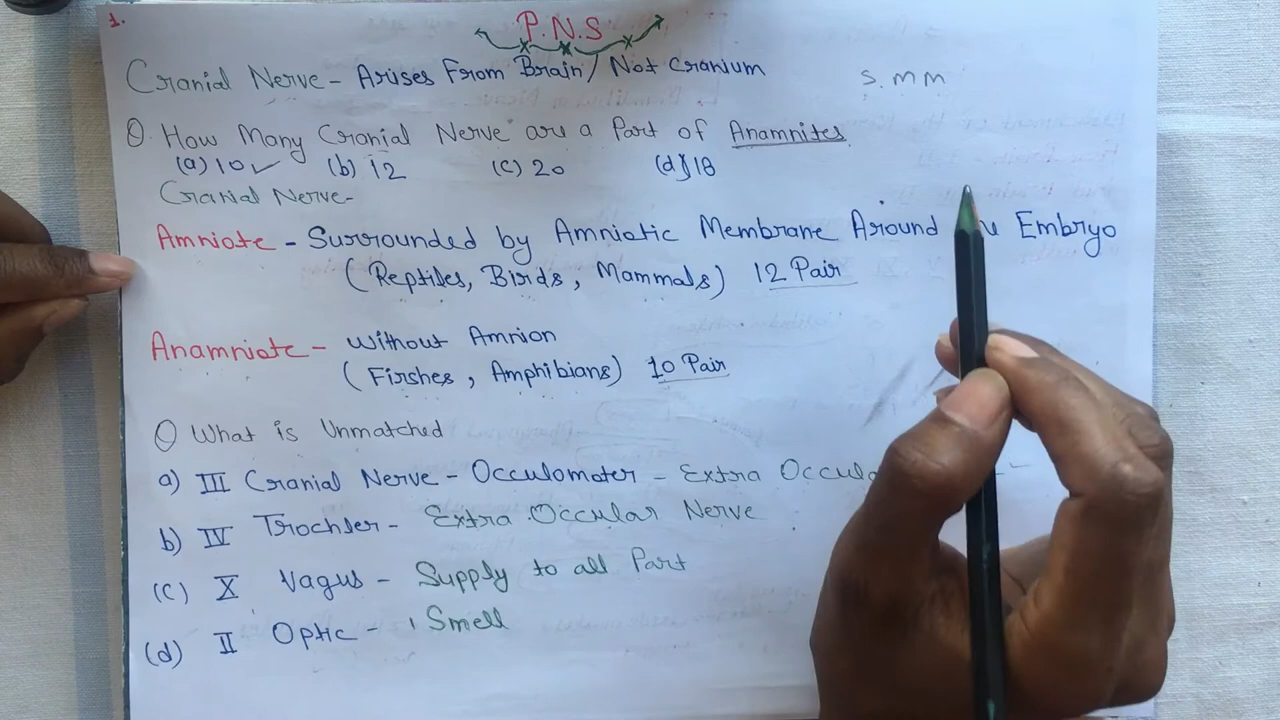 1.
P.N.S
Cranial Nerve - Arises From Brain / Not Cranium
S.MM
Q. How Many Cranial Nerve are a Part of Anamnites
(a) 10 ✓ (b) 12 (c) 20 (d) 18
Cranial Nerve-
Amniote - Surrounded by Amniatic Membrane Around Embryo
(Reptiles, Birds, Mammals) 12 Pair
Anamniote - Without Amnion
(Firshes, Amphibians) 10 Pair
Q What is Unmatched
a) III Cranial Nerve - Occulomoter - Extra
b) IV Trochler - Extra Occular Nerve
(C) X Vagus - Supply to all Part
(d) II Optic - Smell